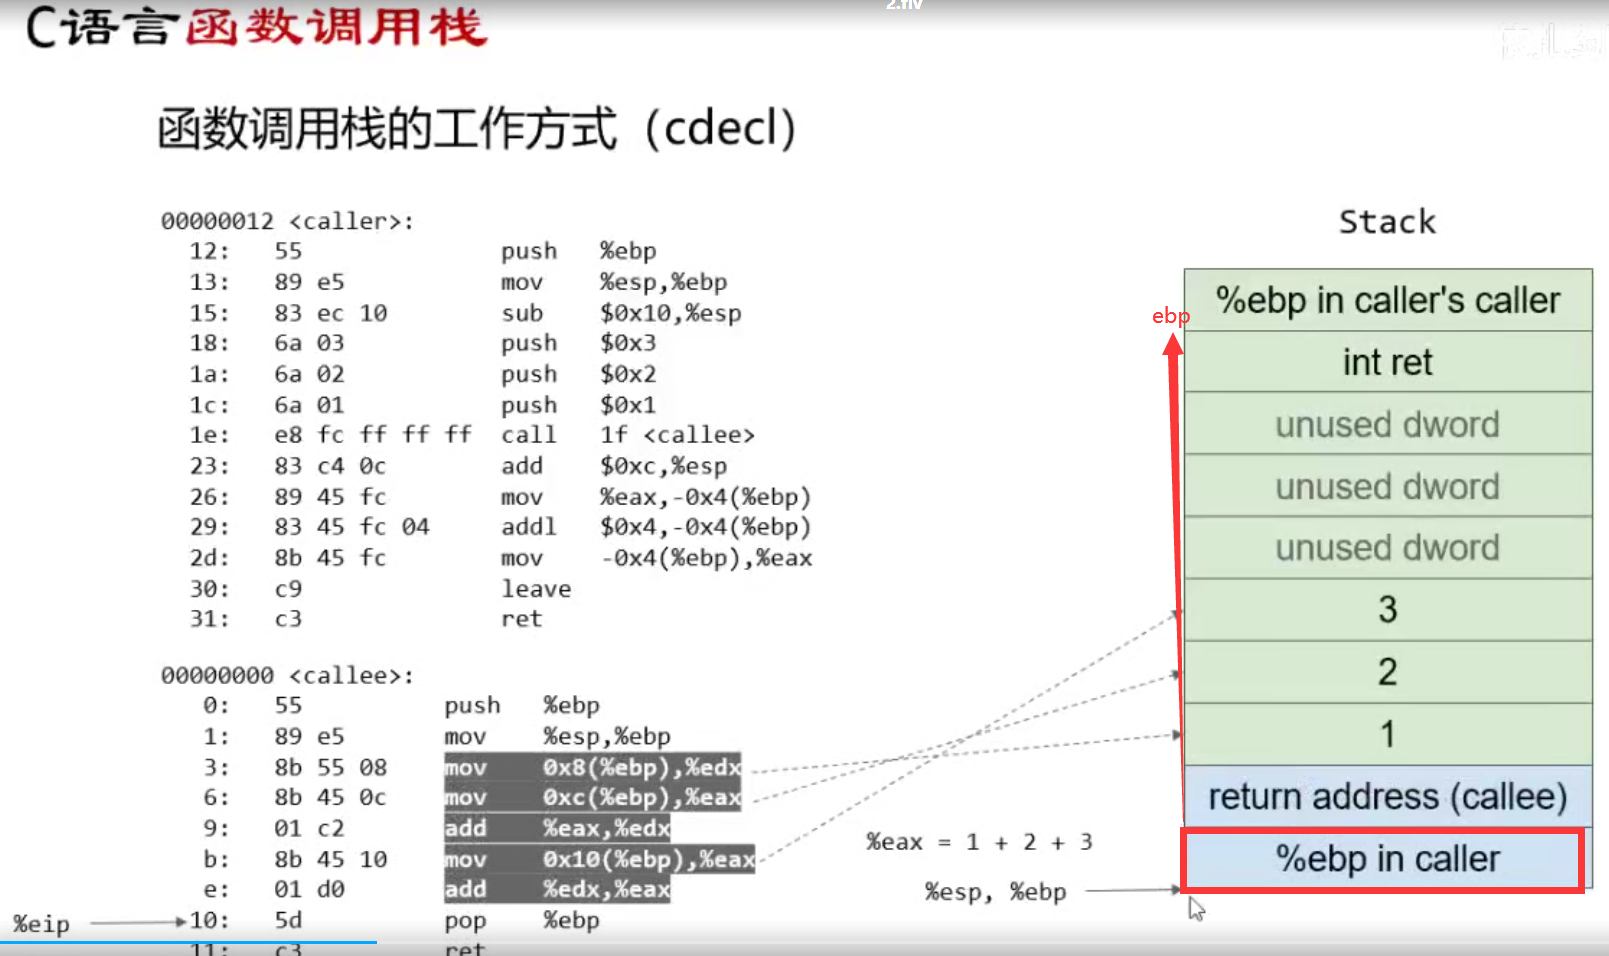 2.flv
C语言函数调用栈
函数调用栈的工作方式（cdecl）
00000012 <caller>:
12: 55 push %ebp
13: 89 e5 mov %esp,%ebp
15: 83 ec 10 sub $0x10,%esp
18: 6a 03 push $0x3
1a: 6a 02 push $0x2
1c: 6a 01 push $0x1
1e: e8 fc ff ff ff call 1f <callee>
23: 83 c4 0c add $0xc,%esp
26: 89 45 fc mov %eax,-0x4(%ebp)
29: 83 45 fc 04 addl $0x4,-0x4(%ebp)
2d: 8b 45 fc mov -0x4(%ebp),%eax
30: c9 leave
31: c3 ret
00000000 <callee>:
0: 55 push %ebp
1: 89 e5 mov %esp,%ebp
3: 8b 55 08 mov 0x8(%ebp),%edx
6: 8b 45 0c mov 0xc(%ebp),%eax
9: 01 c2 add %eax,%edx
b: 8b 45 10 mov 0x10(%ebp),%eax
e: 01 d0 add %edx,%eax
%eip 10: 5d pop %ebp
11: c3 ret
%eax = 1 + 2 + 3
%esp, %ebp
Stack
ebp
%ebp in caller's caller
int ret
unused dword
unused dword
unused dword
3
2
1
return address (callee)
%ebp in caller